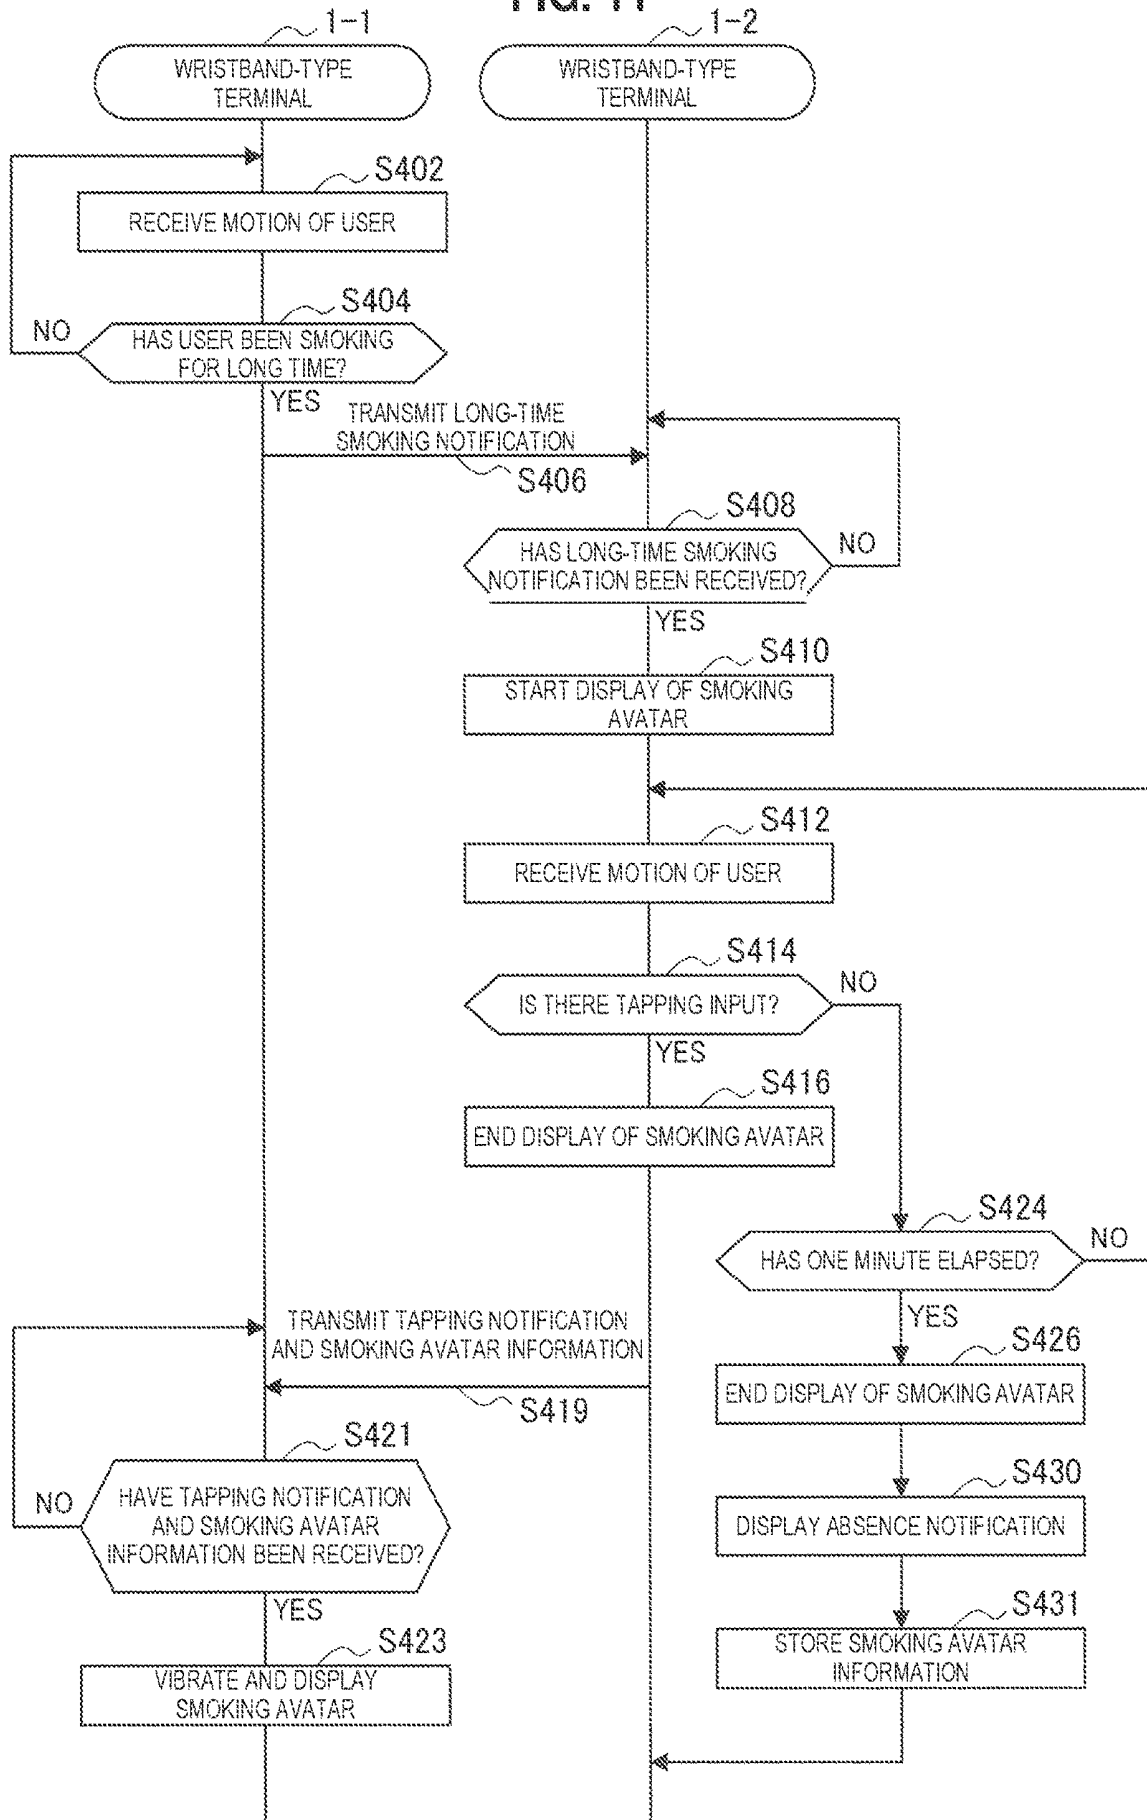 1-1
1-2
WRISTBAND-TYPE
TERMINAL
WRISTBAND-TYPE
TERMINAL
S402
RECEIVE MOTION OF USER
S404
NO
HAS USER BEEN SMOKING
FOR LONG TIME?
YES
TRANSMIT LONG-TIME
SMOKING NOTIFICATION
S406
S408
HAS LONG-TIME SMOKING
NOTIFICATION BEEN RECEIVED?
NO
YES
S410
START DISPLAY OF SMOKING
AVATAR
S412
RECEIVE MOTION OF USER
S414
IS THERE TAPPING INPUT?
NO
YES
S416
END DISPLAY OF SMOKING AVATAR
S424
HAS ONE MINUTE ELAPSED?
NO
YES
TRANSMIT TAPPING NOTIFICATION
AND SMOKING AVATAR INFORMATION
S419
S426
END DISPLAY OF SMOKING AVATAR
S421
NO
HAVE TAPPING NOTIFICATION
AND SMOKING AVATAR
INFORMATION BEEN RECEIVED?
YES
S430
DISPLAY ABSENCE NOTIFICATION
S431
STORE SMOKING AVATAR
INFORMATION
S423
VIBRATE AND DISPLAY
SMOKING AVATAR